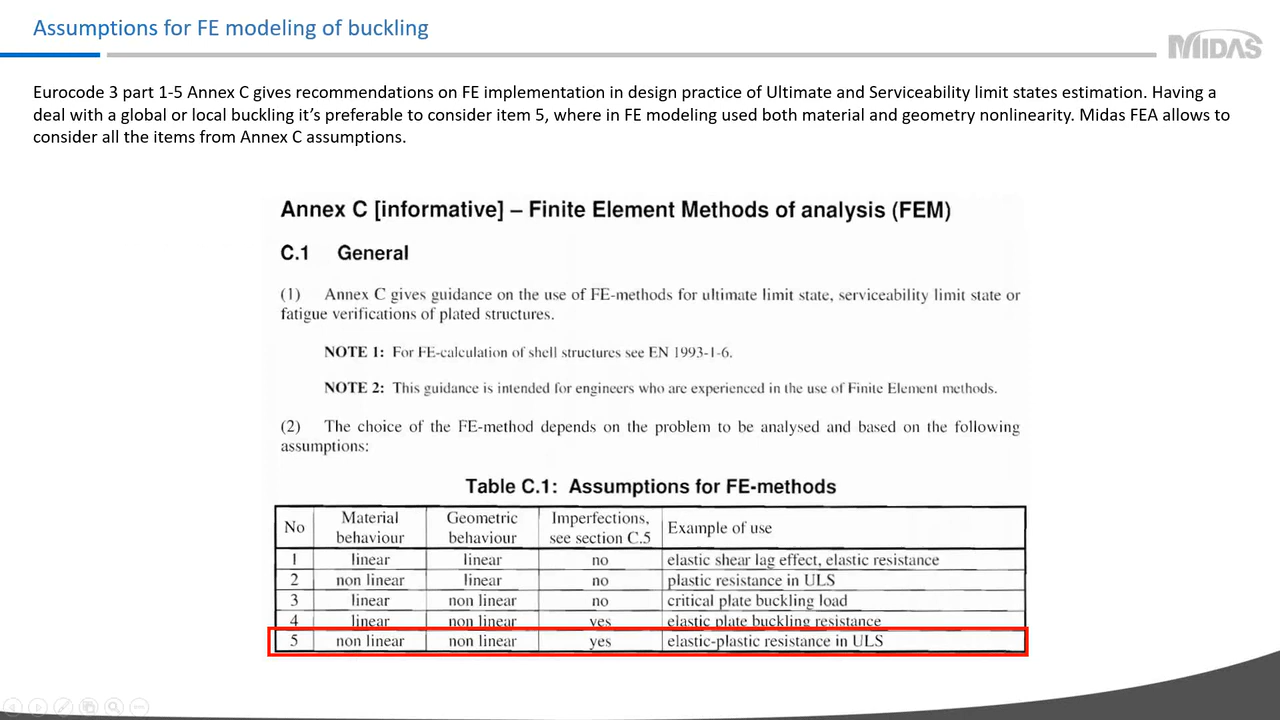 Assumptions for FE modeling of buckling
MIDAS
Eurocode 3 part 1-5 Annex C gives recommendations on FE implementation in design practice of Ultimate and Serviceability limit states estimation. Having a
deal with a global or local buckling it’s preferable to consider item 5, where in FE modeling used both material and geometry nonlinearity. Midas FEA allows to
consider all the items from Annex C assumptions.
Annex C [informative] – Finite Element Methods of analysis (FEM)
C.1 General
(1) Annex C gives guidance on the use of FE-methods for ultimate limit state, serviceability limit state or
fatigue verifications of plated structures.
NOTE 1: For FE-calculation of shell structures see EN 1993-1-6.
NOTE 2: This guidance is intended for engineers who are experienced in the use of Finite Element methods.
(2) The choice of the FE-method depends on the problem to be analysed and based on the following
assumptions:
Table C.1: Assumptions for FE-methods
No Material behaviour Geometric behaviour Imperfections, see section C.5 Example of use
1 linear linear no elastic shear lag effect, elastic resistance
2 non linear linear no plastic resistance in ULS
3 linear non linear no critical plate buckling load
4 linear non linear yes elastic plate buckling resistance
5 non linear non linear yes elastic-plastic resistance in ULS